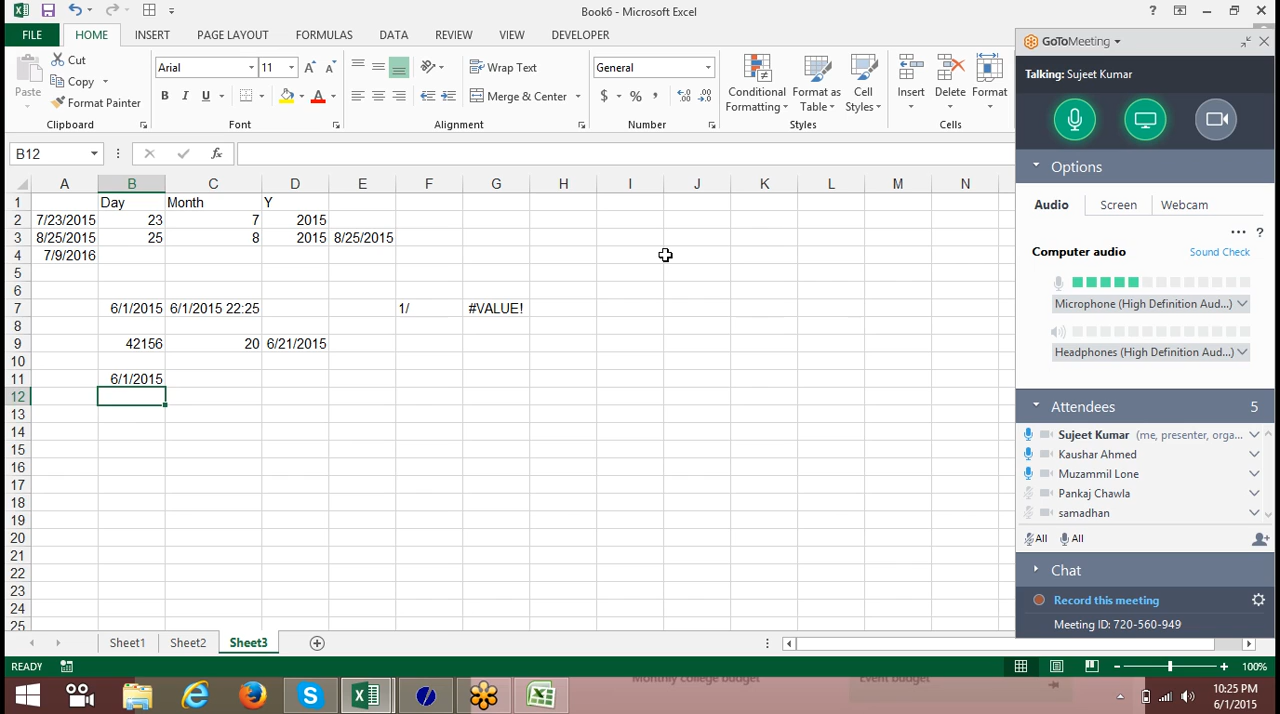 Book6 - Microsoft Excel
?
FILE HOME INSERT PAGE LAYOUT FORMULAS DATA REVIEW VIEW DEVELOPER
Paste
Cut
Copy
Format Painter
Clipboard
Arial 11
B I U
Font
Wrap Text
Merge & Center
Alignment
General
$ % ,
Number
Conditional Formatting
Format as Table
Cell Styles
Styles
Insert Delete Format
Cells
B12
fx
A B C D E F G H I J K L M N
1 Day Month Y
2 7/23/2015 23 7 2015
3 8/25/2015 25 8 2015 8/25/2015
4 7/9/2016
5
6
7 6/1/2015 6/1/2015 22:25 1/ #VALUE!
8
9 42156 20 6/21/2015
10
11 6/1/2015
12
13
14
15
16
17
18
19
20
21
22
23
24
25
Sheet1 Sheet2 Sheet3
READY
100%
GoToMeeting
Talking: Sujeet Kumar
Options
Audio Screen Webcam
... ?
Computer audio Sound Check
Microphone (High Definition Aud...)
Headphones (High Definition Aud...)
Attendees 5
Sujeet Kumar (me, presenter, orga...
Kaushar Ahmed
Muzammil Lone
Pankaj Chawla
samadhan
All All
Chat
Record this meeting
Meeting ID: 720-560-949
Monthly college budget
Event budget
10:25 PM
6/1/2015